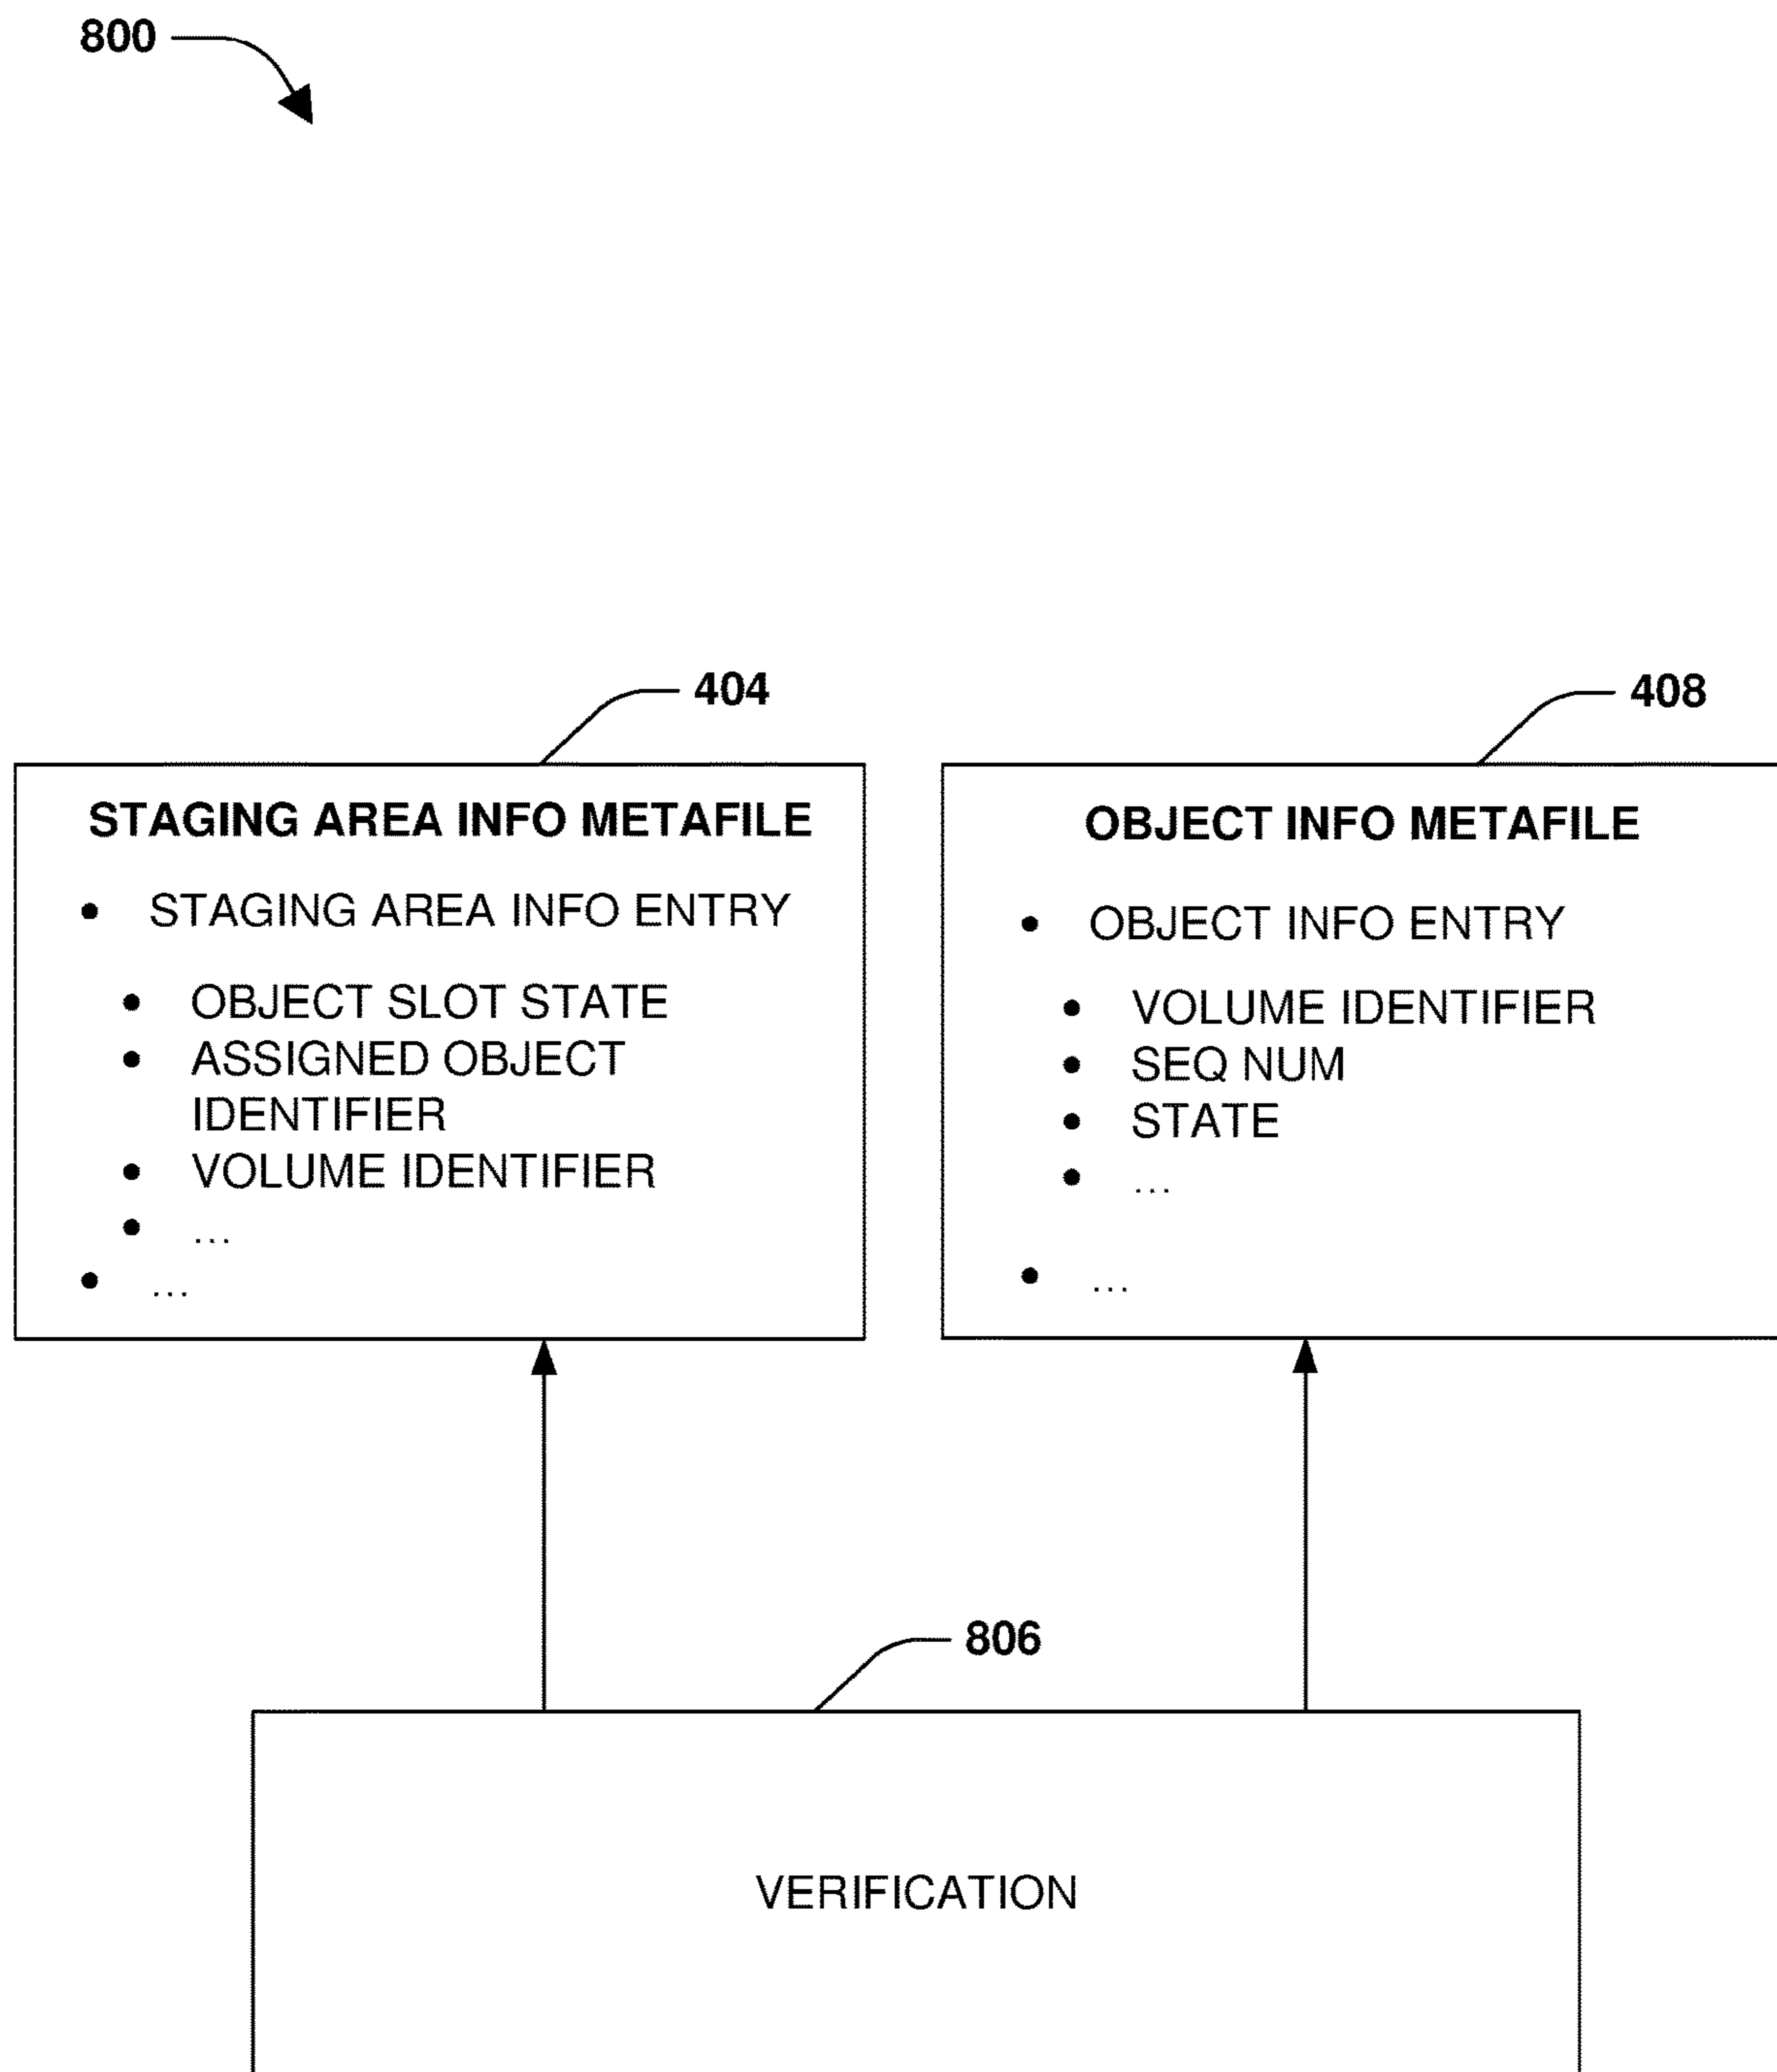 800
404
STAGING AREA INFO METAFILE
• STAGING AREA INFO ENTRY
• OBJECT SLOT STATE
• ASSIGNED OBJECT
IDENTIFIER
• VOLUME IDENTIFIER
• ...
• ...
408
OBJECT INFO METAFILE
• OBJECT INFO ENTRY
• VOLUME IDENTIFIER
• SEQ NUM
• STATE
• ...
• ...
806
VERIFICATION